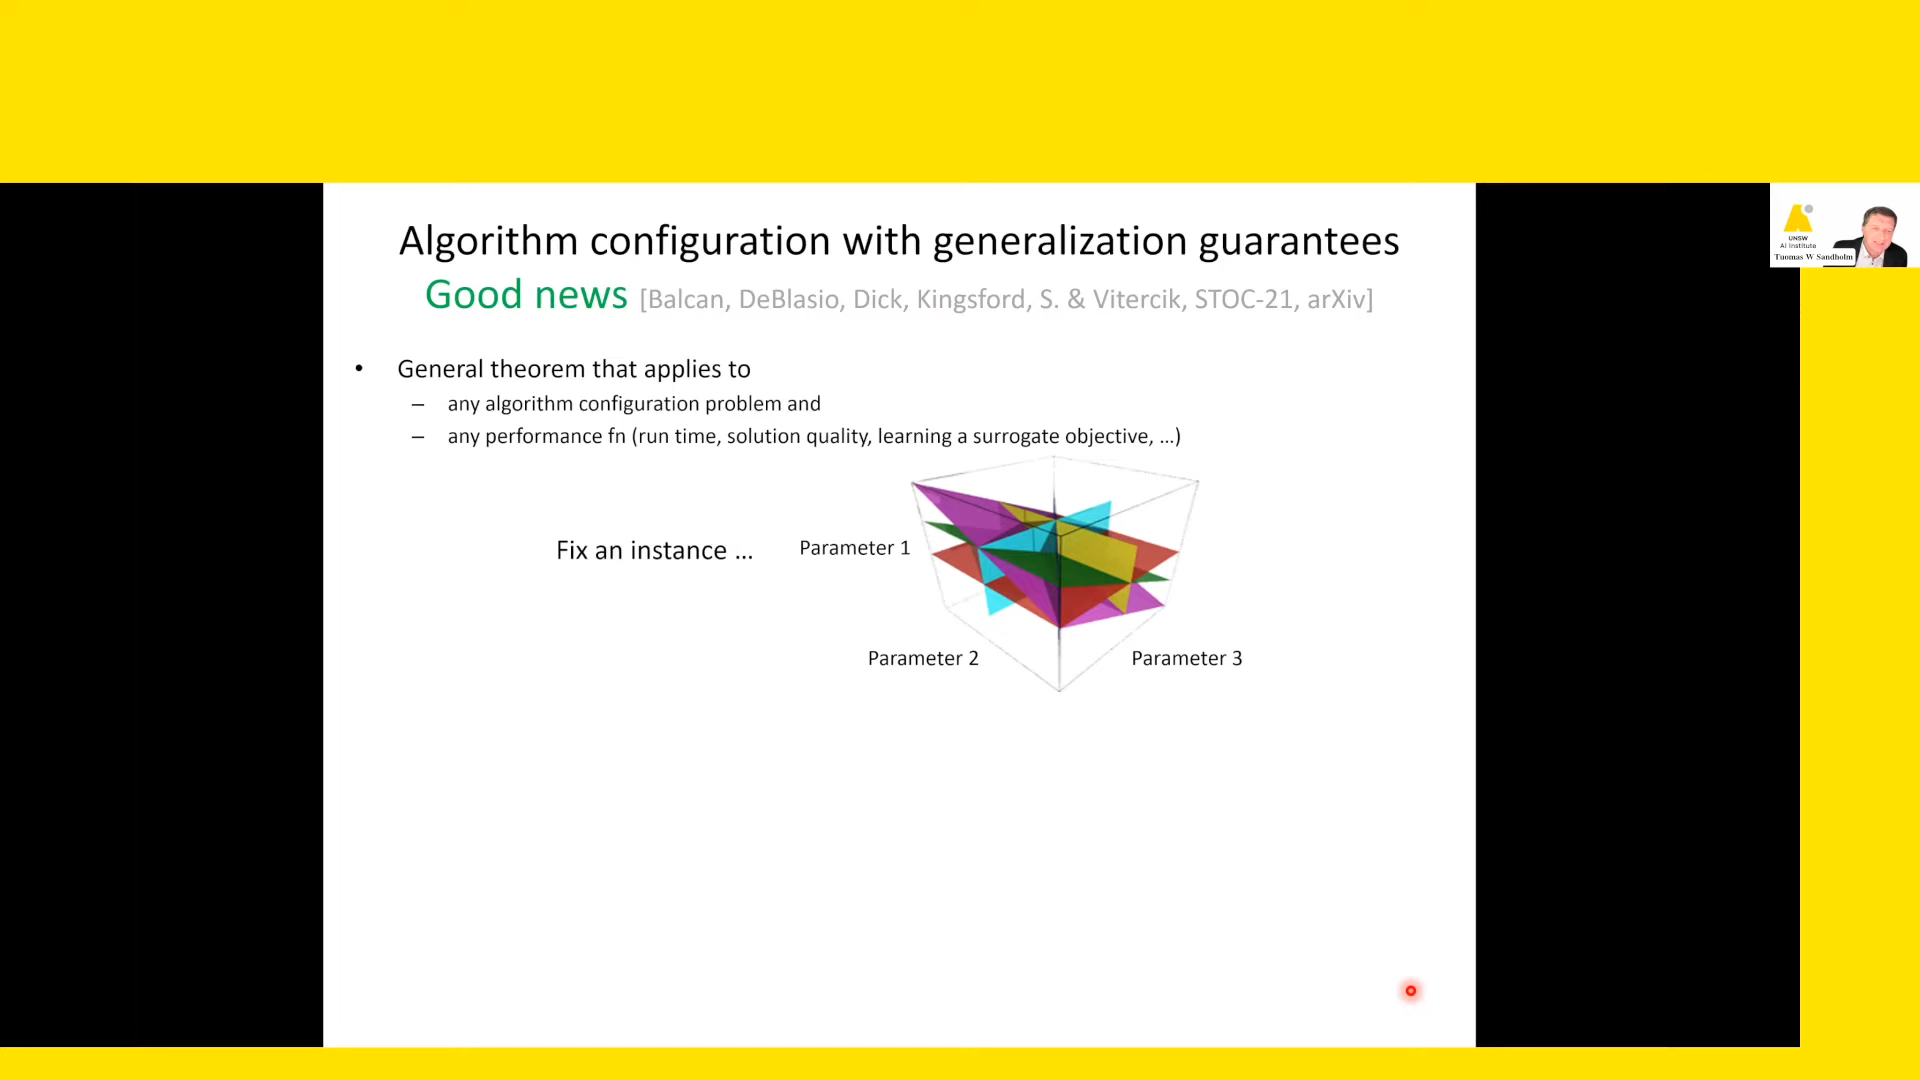 Algorithm configuration with generalization guarantees
Good news [Balcan, DeBlasio, Dick, Kingsford, S. & Vitercik, STOC-21, arXiv]
• General theorem that applies to
– any algorithm configuration problem and
– any performance fn (run time, solution quality, learning a surrogate objective, ...)
Fix an instance ...
Parameter 1
Parameter 2
Parameter 3
UNSW
AI Institute
Tuomas W Sandholm